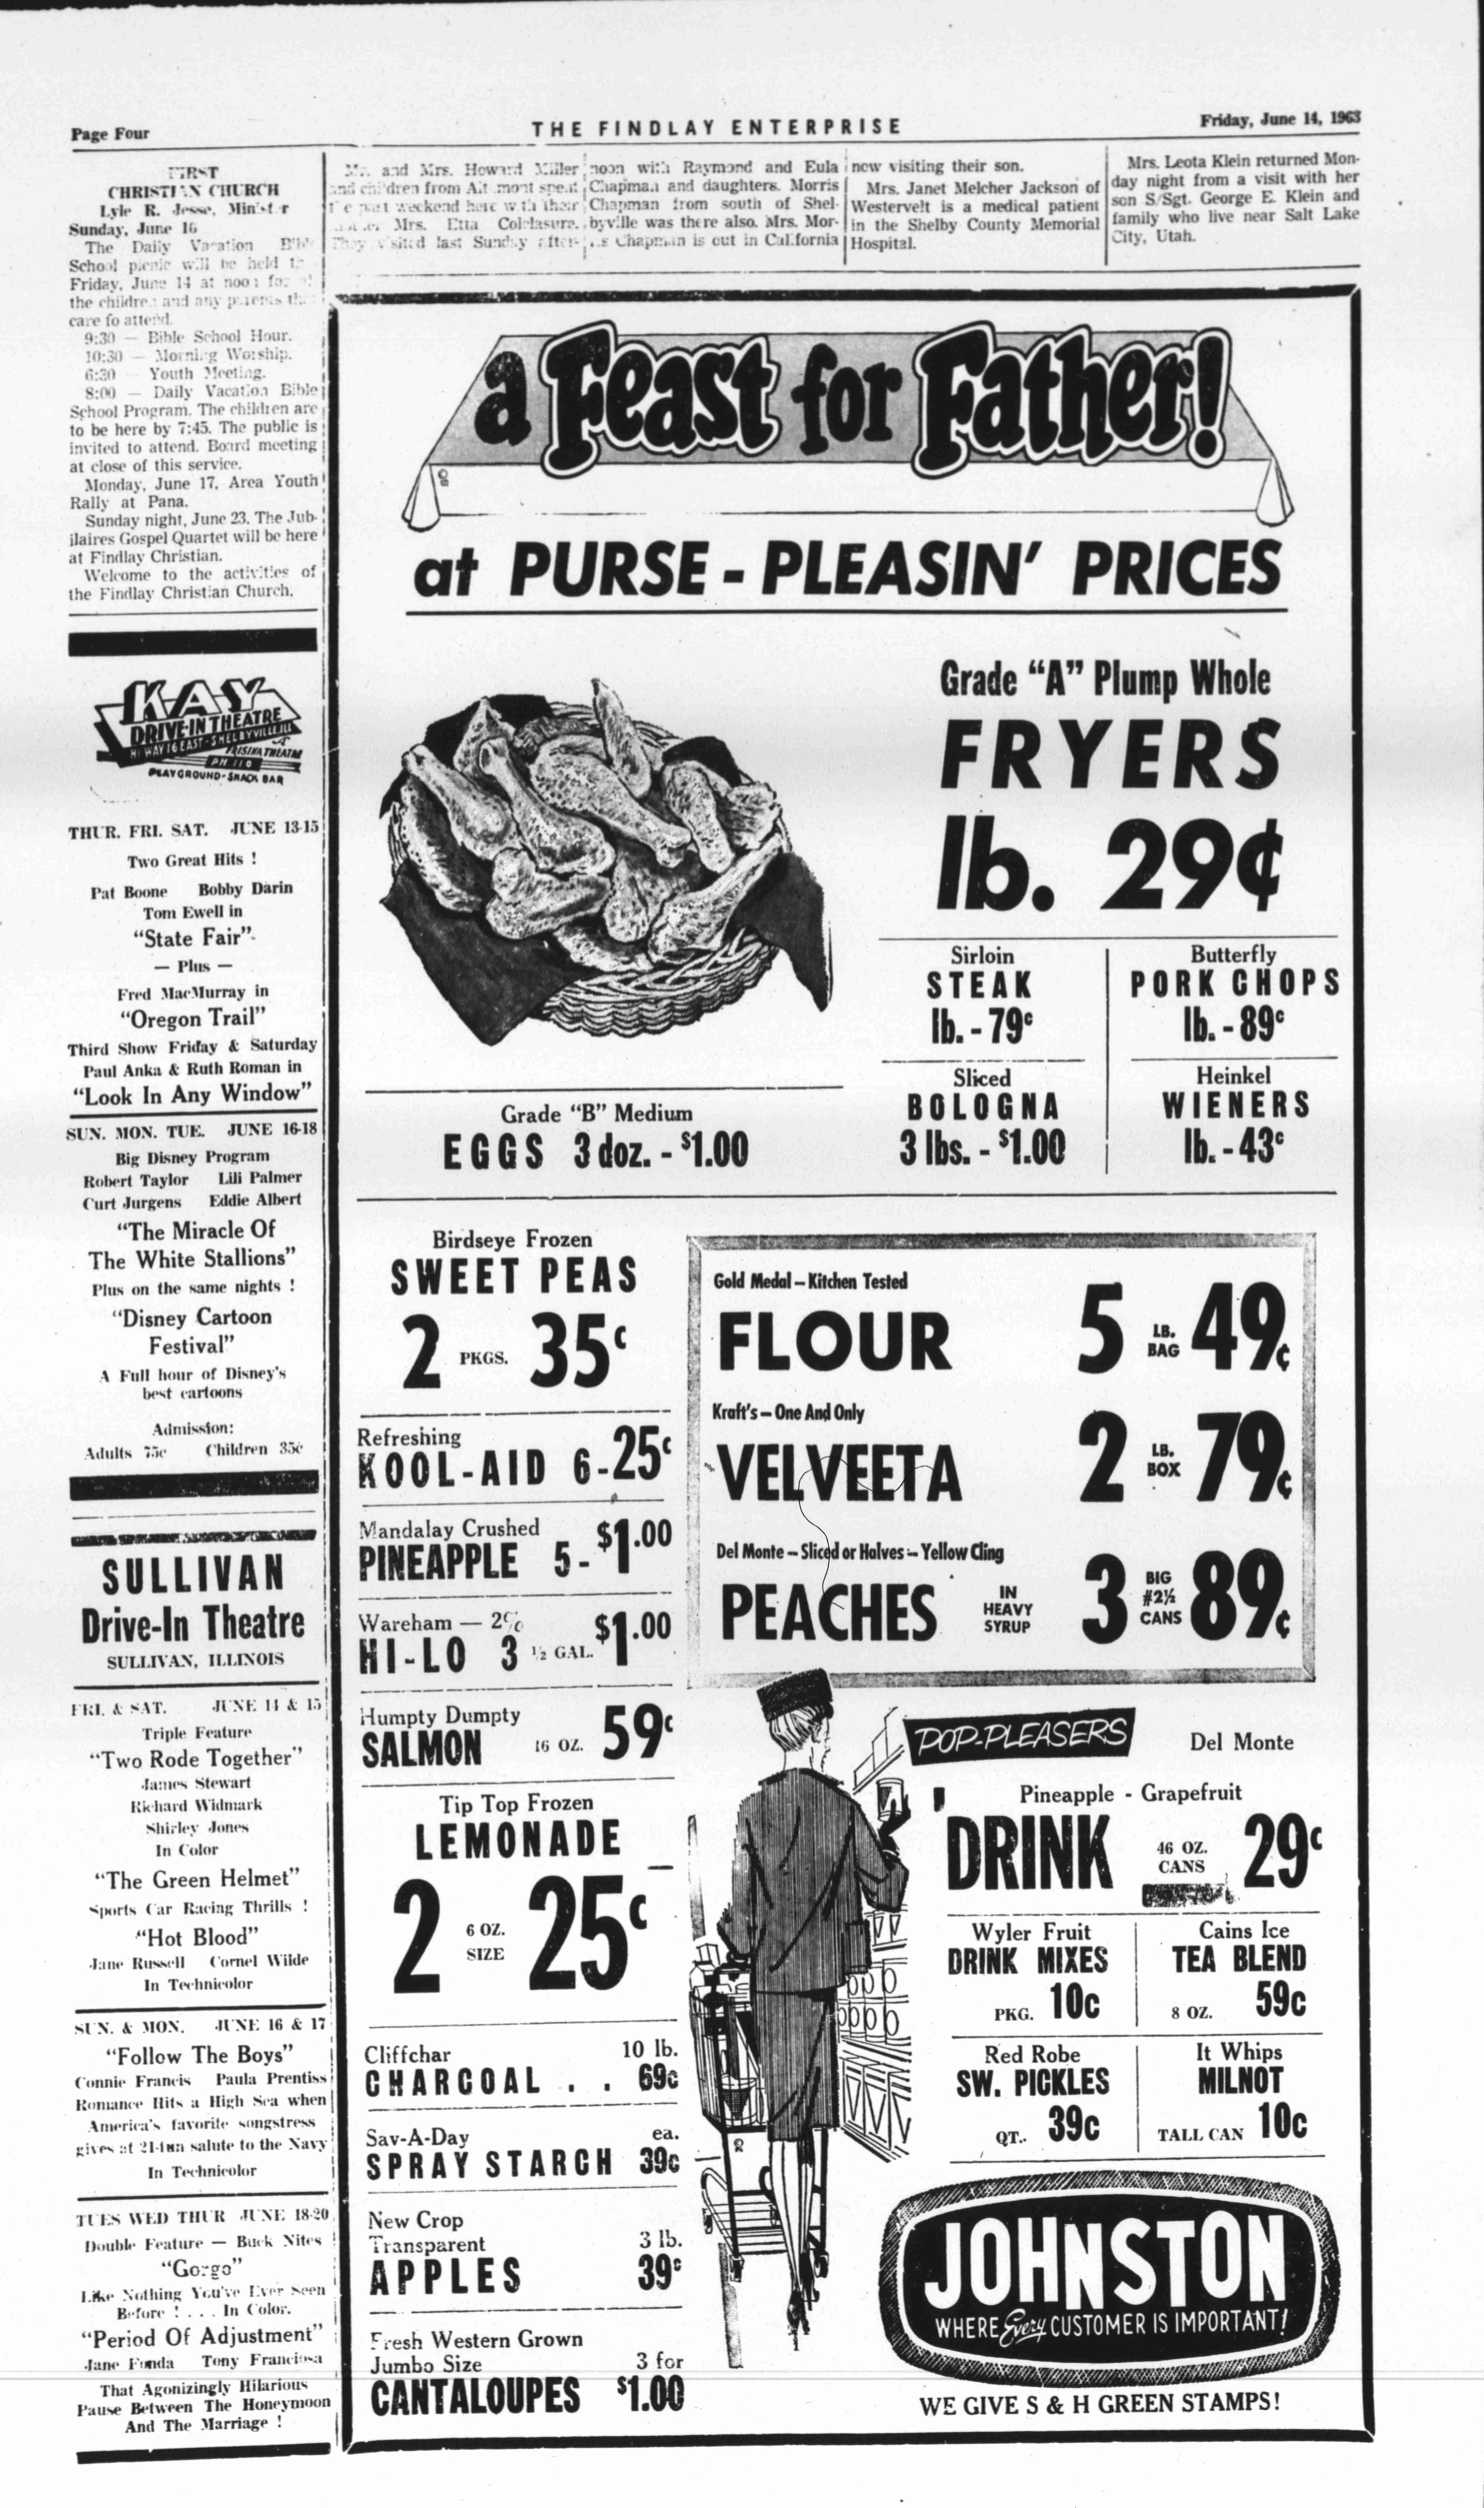 Page Four
THE FINDLAY ENTERPRISE
Friday, June 14, 1963
FIRST
CHRISTIAN CHURCH
Lyle R. Jesse, Minister
Sunday, June 16
The Daily Vacation Bible
School picnic will be held
Friday, June 14 at noon for
the children and any parents
care fo attend.
9:30 — Bible School Hour.
10:30 — Morning Worship.
6:30 — Youth Meeting.
8:00 — Daily Vacation Bible
School Program. The children are
to be here by 7:45. The public is
invited to attend. Board meeting
at close of this service.
Monday, June 17, Area Youth
Rally at Pana.
Sunday night, June 23. The Jub-
ilaires Gospel Quartet will be here
at Findlay Christian.
Welcome to the activities of
the Findlay Christian Church.
KAY
DRIVE-IN THEATRE
HI-WAY 16 EAST - SHELBYVILLE, ILL
PH 110
PLAYGROUND - SNACK BAR
THUR. FRI. SAT. JUNE 13-15
Two Great Hits !
Pat Boone Bobby Darin
Tom Ewell in
"State Fair"
— Plus —
Fred MacMurray in
"Oregon Trail"
Third Show Friday & Saturday
Paul Anka & Ruth Roman in
"Look In Any Window"
SUN. MON. TUE. JUNE 16-18
Big Disney Program
Robert Taylor Lili Palmer
Curt Jurgens Eddie Albert
"The Miracle Of
The White Stallions"
Plus on the same nights !
"Disney Cartoon
Festival"
A Full hour of Disney's
best cartoons
Admission:
Adults 75c Children 35c
SULLIVAN
Drive-In Theatre
SULLIVAN, ILLINOIS
FRI. & SAT. JUNE 14 & 15
Triple Feature
"Two Rode Together"
James Stewart
Richard Widmark
Shirley Jones
In Color
"The Green Helmet"
Sports Car Racing Thrills !
"Hot Blood"
Jane Russell Cornel Wilde
In Technicolor
SUN. & MON. JUNE 16 & 17
"Follow The Boys"
Connie Francis Paula Prentiss
Romance Hits a High Sea when
America's favorite songstress
gives at 21-fun salute to the Navy
In Technicolor
TUES WED THUR JUNE 18-20
Double Feature — Buck Nites
"Gorgo"
Like Nothing You've Ever Seen
Before ! . . . In Color.
"Period Of Adjustment"
Jane Fonda Tony Franciosa
That Agonizingly Hilarious
Pause Between The Honeymoon
And The Marriage !
Mr. and Mrs. Howard Miller
and children from Altamont spent
the past weekend here with their
Mrs. Etta Colclasure.
They visited last Sunday after-
noon with Raymond and Eula
Chapman and daughters. Morris
Chapman from south of Shel-
byville was there also. Mrs. Mor-
ris Chapman is out in California
now visiting their son.
Mrs. Janet Melcher Jackson of
Westervelt is a medical patient
in the Shelby County Memorial
Hospital.
Mrs. Leota Klein returned Mon-
day night from a visit with her
son S/Sgt. George E. Klein and
family who live near Salt Lake
City, Utah.
a Feast for Father!
at PURSE - PLEASIN' PRICES
Grade "A" Plump Whole
FRYERS
lb. 29¢
Sirloin
STEAK
lb. - 79c
Butterfly
PORK CHOPS
lb. - 89c
Grade "B" Medium
EGGS 3 doz. - $1.00
Sliced
BOLOGNA
3 lbs. - $1.00
Heinkel
WIENERS
lb. - 43c
Birdseye Frozen
SWEET PEAS
2 PKGS. 35c
Refreshing
KOOL-AID 6-25c
Mandalay Crushed
PINEAPPLE 5 - $1.00
Wareham — 2%
HI-LO 3 ½ GAL. $1.00
Humpty Dumpty
SALMON 16 OZ. 59c
Tip Top Frozen
LEMONADE
2 6 OZ. SIZE 25c
Cliffchar 10 lb.
CHARCOAL . . 69c
Sav-A-Day ea.
SPRAY STARCH 39c
New Crop
Transparent 3 lb.
APPLES 39c
Fresh Western Grown
Jumbo Size 3 for
CANTALOUPES $1.00
Gold Medal — Kitchen Tested
FLOUR 5 LB. BAG 49¢
Kraft's — One And Only
VELVEETA 2 LB. BOX 79¢
Del Monte — Sliced or Halves — Yellow Cling
PEACHES IN HEAVY SYRUP 3 BIG #2½ CANS 89¢
POP-PLEASERS
Del Monte
Pineapple - Grapefruit
DRINK 46 OZ. CANS 29c
Wyler Fruit
DRINK MIXES
PKG. 10c
Cains Ice
TEA BLEND
8 OZ. 59c
Red Robe
SW. PICKLES
QT. 39c
It Whips
MILNOT
TALL CAN 10c
JOHNSTON
WHERE Every CUSTOMER IS IMPORTANT!
WE GIVE S & H GREEN STAMPS!